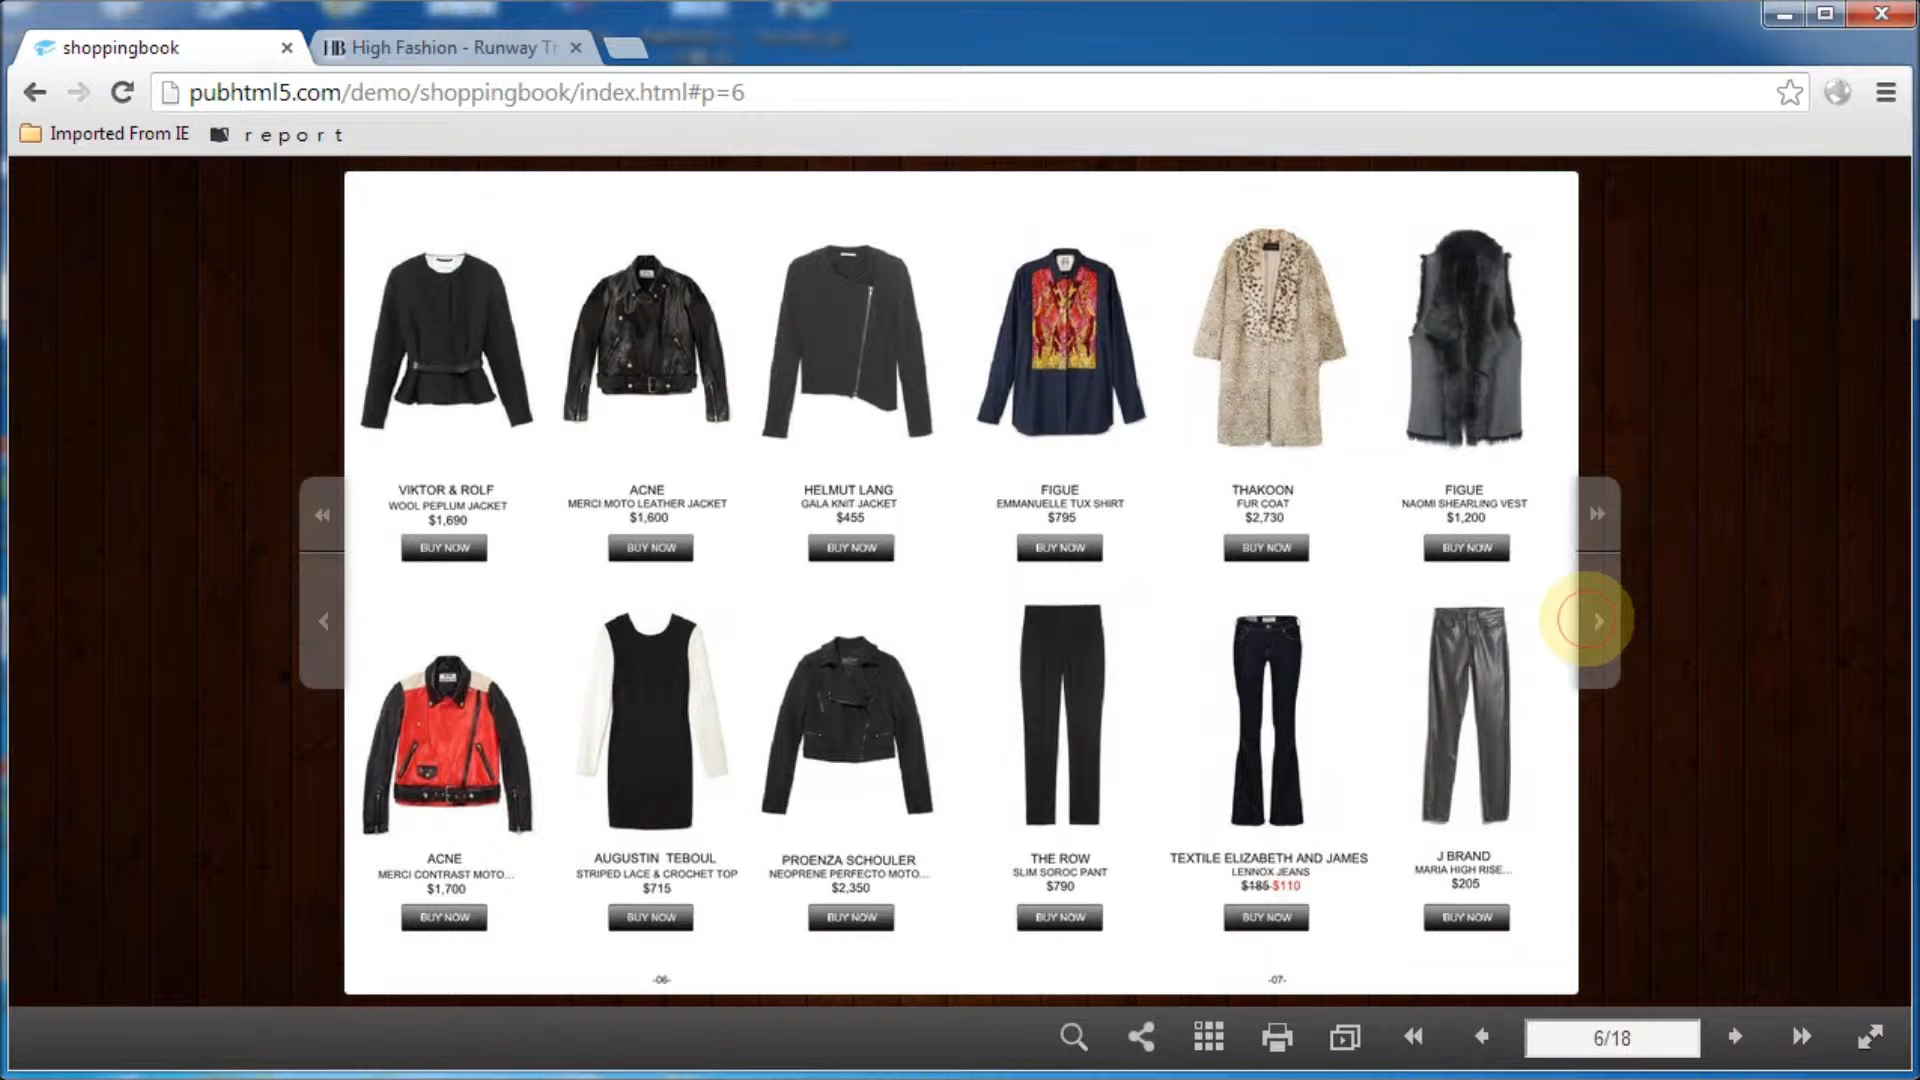 shoppingbook
HB High Fashion - Runway Tr
pubhtml5.com/demo/shoppingbook/index.html#p=6
Imported From IE
report
VIKTOR & ROLF
WOOL PEPLUM JACKET
$1,690
BUY NOW
ACNE
MERCI MOTO LEATHER JACKET
$1,600
BUY NOW
HELMUT LANG
GALA KNIT JACKET
$455
BUY NOW
FIGUE
EMMANUELLE TUX SHIRT
$795
BUY NOW
THAKOON
FUR COAT
$2,730
BUY NOW
FIGUE
NAOMI SHEARLING VEST
$1,200
BUY NOW
ACNE
MERCI CONTRAST MOTO...
$1,700
BUY NOW
AUGUSTIN TEBOUL
STRIPED LACE & CROCHET TOP
$715
BUY NOW
PROENZA SCHOULER
NEOPRENE PERFECTO MOTO...
$2,350
BUY NOW
THE ROW
SLIM SOROC PANT
$790
BUY NOW
TEXTILE ELIZABETH AND JAMES
LENNOX JEANS
$185 $110
BUY NOW
J BRAND
MARIA HIGH RISE...
$205
BUY NOW
-06-
-07-
6/18